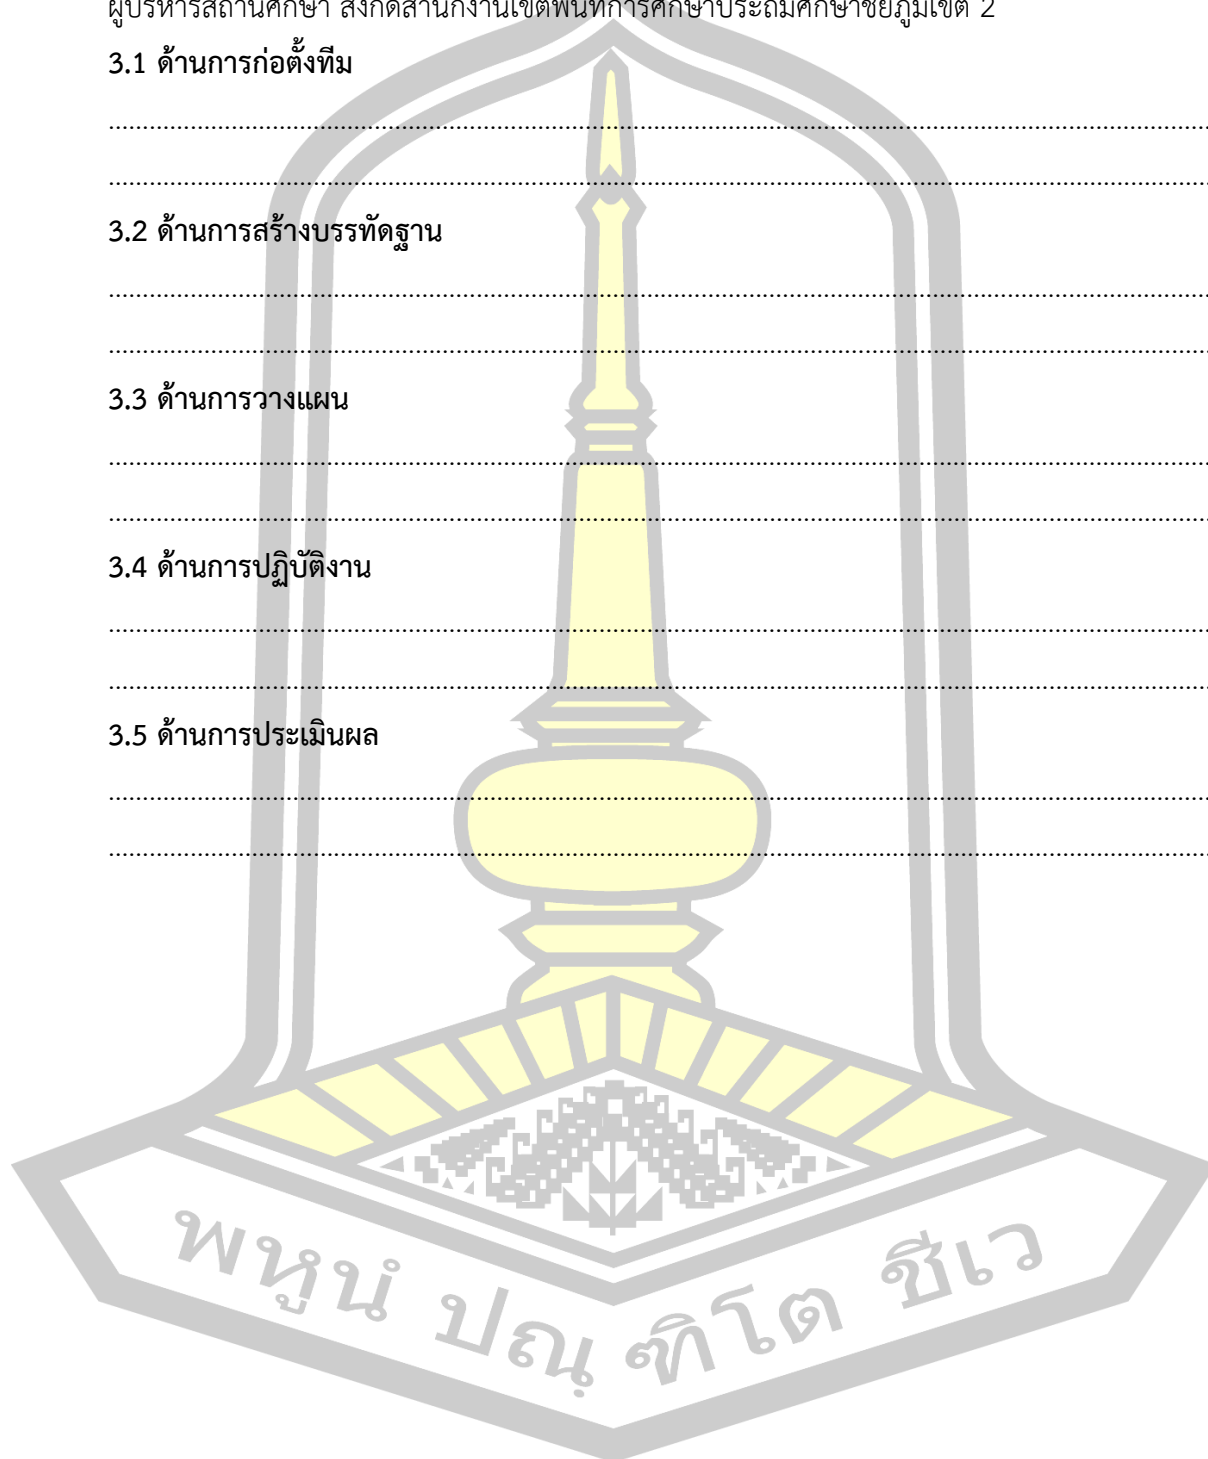 ผู้บริหารสถานศึกษา สังกัดสำนักงานเขตพื้นที่การศึกษาประถมศึกษาชัยภูมิเขต 2
3.1 ด้านการก่อตั้งทีม
3.2 ด้านการสร้างบรรทัดฐาน
3.3 ด้านการวางแผน
3.4 ด้านการปฏิบัติงาน
3.5 ด้านการประเมินผล
พหูนํ ปณฺฑิโต ชีเว